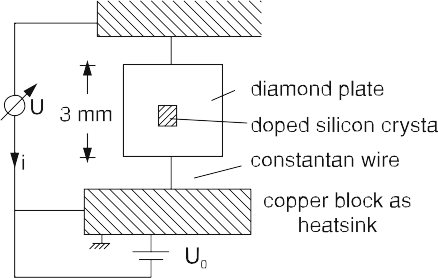 diamond plate
U
3 mm
doped silicon crysta
constantan wire
i
copper block as
heatsink
U₀